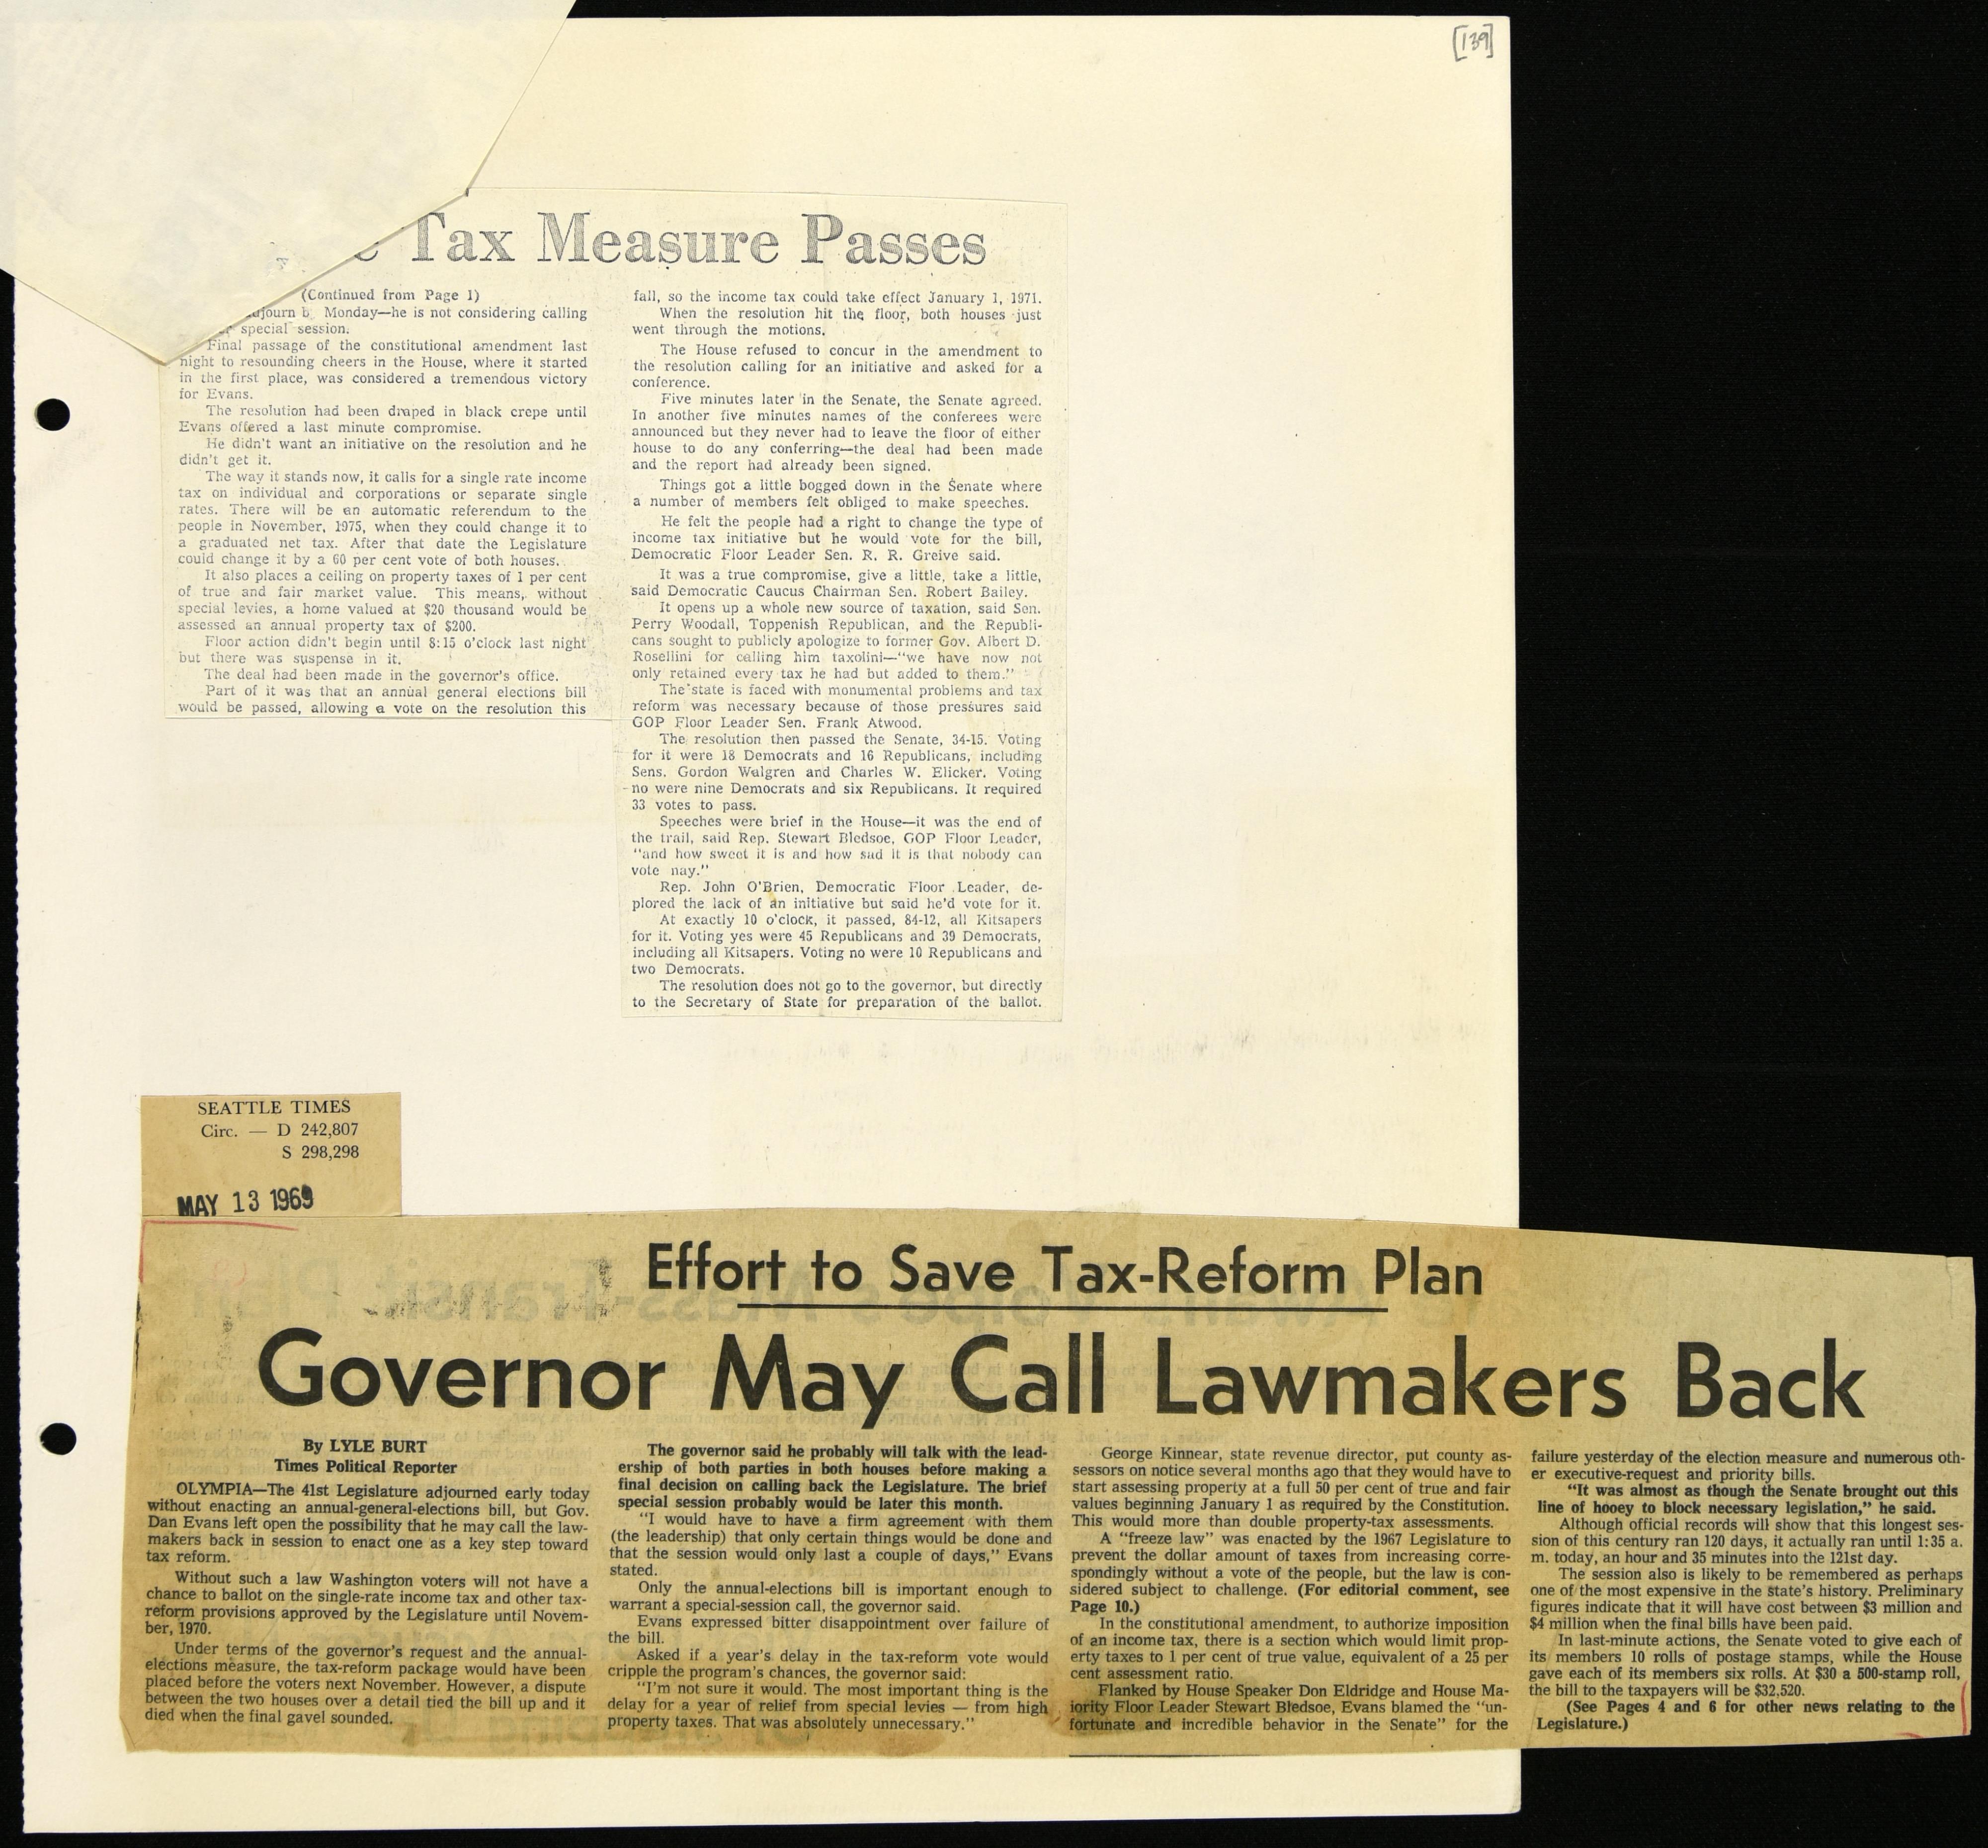 [139]
Tax Measure Passes
(Continued from Page 1)
Monday—he is not considering calling
special session.
Final passage of the constitutional amendment last
night to resounding cheers in the House, where it started
in the first place, was considered a tremendous victory
for Evans.
The resolution had been draped in black crepe until
Evans offered a last minute compromise.
He didn't want an initiative on the resolution and he
didn't get it.
The way it stands now, it calls for a single rate income
tax on individual and corporations or separate single
rates. There will be an automatic referendum to the
people in November, 1975, when they could change it to
a graduated net tax. After that date the Legislature
could change it by a 60 per cent vote of both houses.
It also places a ceiling on property taxes of 1 per cent
of true and fair market value. This means, without
special levies, a home valued at $20 thousand would be
assessed an annual property tax of $200.
Floor action didn't begin until 8:15 o'clock last night
but there was suspense in it.
The deal had been made in the governor's office.
Part of it was that an annual general elections bill
would be passed, allowing a vote on the resolution this
fall, so the income tax could take effect January 1, 1971.
When the resolution hit the floor, both houses just
went through the motions.
The House refused to concur in the amendment to
the resolution calling for an initiative and asked for a
conference.
Five minutes later in the Senate, the Senate agreed.
In another five minutes names of the conferees were
announced but they never had to leave the floor of either
house to do any conferring—the deal had been made
and the report had already been signed.
Things got a little bogged down in the Senate where
a number of members felt obliged to make speeches.
He felt the people had a right to change the type of
income tax initiative but he would vote for the bill,
Democratic Floor Leader Sen. R. R. Greive said.
It was a true compromise, give a little, take a little,
said Democratic Caucus Chairman Sen. Robert Bailey.
It opens up a whole new source of taxation, said Sen.
Perry Woodall, Toppenish Republican, and the Republi-
cans sought to publicly apologize to former Gov. Albert D.
Rosellini for calling him taxolini—"we have now not
only retained every tax he had but added to them."
The state is faced with monumental problems and tax
reform was necessary because of those pressures said
GOP Floor Leader Sen. Frank Atwood.
The resolution then passed the Senate, 34-15. Voting
for it were 18 Democrats and 16 Republicans, including
Sens. Gordon Walgren and Charles W. Elicker. Voting
no were nine Democrats and six Republicans. It required
33 votes to pass.
Speeches were brief in the House—it was the end of
the trail, said Rep. Stewart Bledsoe, GOP Floor Leader,
"and how sweet it is and how sad it is that nobody can
vote nay."
Rep. John O'Brien, Democratic Floor Leader, de-
plored the lack of an initiative but said he'd vote for it.
At exactly 10 o'clock, it passed, 84-12, all Kitsapers
for it. Voting yes were 45 Republicans and 39 Democrats,
including all Kitsapers. Voting no were 10 Republicans and
two Democrats.
The resolution does not go to the governor, but directly
to the Secretary of State for preparation of the ballot.
SEATTLE TIMES
Circ. — D 242,807
S 298,298
MAY 13 1969
Effort to Save Tax-Reform Plan
Governor May Call Lawmakers Back
By LYLE BURT
Times Political Reporter
OLYMPIA—The 41st Legislature adjourned early today
without enacting an annual-general-elections bill, but Gov.
Dan Evans left open the possibility that he may call the law-
makers back in session to enact one as a key step toward
tax reform.
Without such a law Washington voters will not have a
chance to ballot on the single-rate income tax and other tax-
reform provisions approved by the Legislature until Novem-
ber, 1970.
Under terms of the governor's request and the annual-
elections measure, the tax-reform package would have been
placed before the voters next November. However, a dispute
between the two houses over a detail tied the bill up and it
died when the final gavel sounded.
The governor said he probably will talk with the lead-
ership of both parties in both houses before making a
final decision on calling back the Legislature. The brief
special session probably would be later this month.
"I would have to have a firm agreement with them
(the leadership) that only certain things would be done and
that the session would only last a couple of days," Evans
stated.
Only the annual-elections bill is important enough to
warrant a special-session call, the governor said.
Evans expressed bitter disappointment over failure of
the bill.
Asked if a year's delay in the tax-reform vote would
cripple the program's chances, the governor said:
"I'm not sure it would. The most important thing is the
delay for a year of relief from special levies — from high
property taxes. That was absolutely unnecessary."
George Kinnear, state revenue director, put county as-
sessors on notice several months ago that they would have to
start assessing property at a full 50 per cent of true and fair
values beginning January 1 as required by the Constitution.
This would more than double property-tax assessments.
A "freeze law" was enacted by the 1967 Legislature to
prevent the dollar amount of taxes from increasing corre-
spondingly without a vote of the people, but the law is con-
sidered subject to challenge. (For editorial comment, see
Page 10.)
In the constitutional amendment, to authorize imposition
of an income tax, there is a section which would limit prop-
erty taxes to 1 per cent of true value, equivalent of a 25 per
cent assessment ratio.
Flanked by House Speaker Don Eldridge and House Ma-
jority Floor Leader Stewart Bledsoe, Evans blamed the "un-
fortunate and incredible behavior in the Senate" for the
failure yesterday of the election measure and numerous oth-
er executive-request and priority bills.
"It was almost as though the Senate brought out this
line of hooey to block necessary legislation," he said.
Although official records will show that this longest ses-
sion of this century ran 120 days, it actually ran until 1:35 a.
m. today, an hour and 35 minutes into the 121st day.
The session also is likely to be remembered as perhaps
one of the most expensive in the state's history. Preliminary
figures indicate that it will have cost between $3 million and
$4 million when the final bills have been paid.
In last-minute actions, the Senate voted to give each of
its members 10 rolls of postage stamps, while the House
gave each of its members six rolls. At $30 a 500-stamp roll,
the bill to the taxpayers will be $32,520.
(See Pages 4 and 6 for other news relating to the
Legislature.)